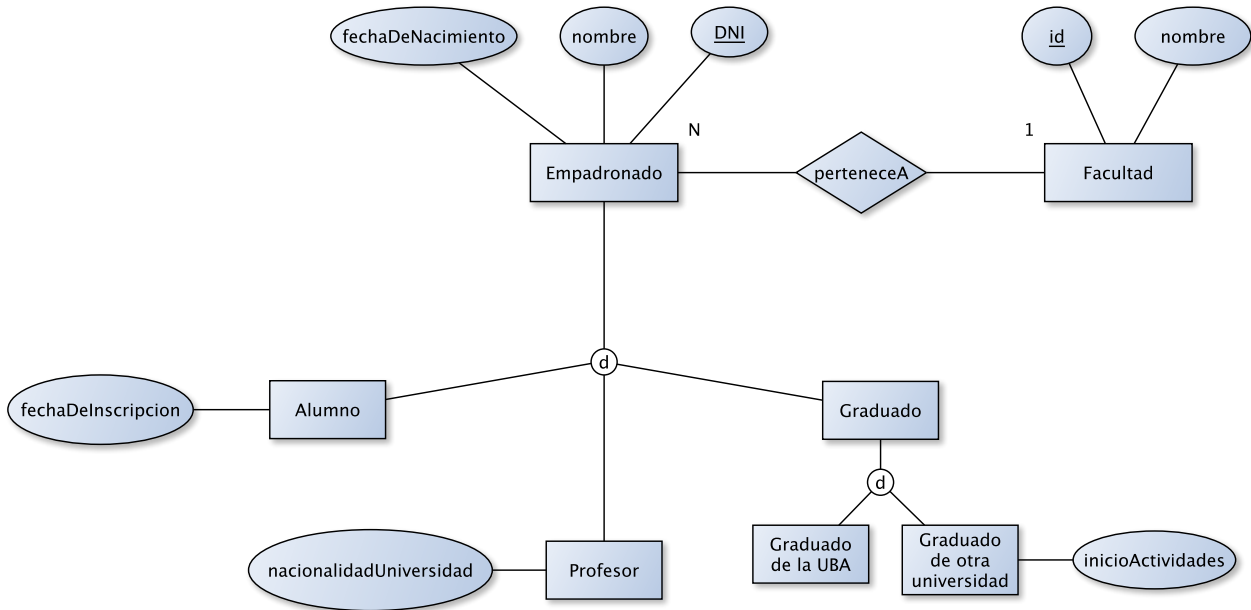 fechaDeNacimiento
nombre
DNI
id
nombre
N
1
Empadronado
perteneceA
Facultad
d
fechaDeInscripcion
Alumno
Graduado
d
nacionalidadUniversidad
Profesor
Graduado
de la UBA
Graduado
de otra
universidad
inicioActividades